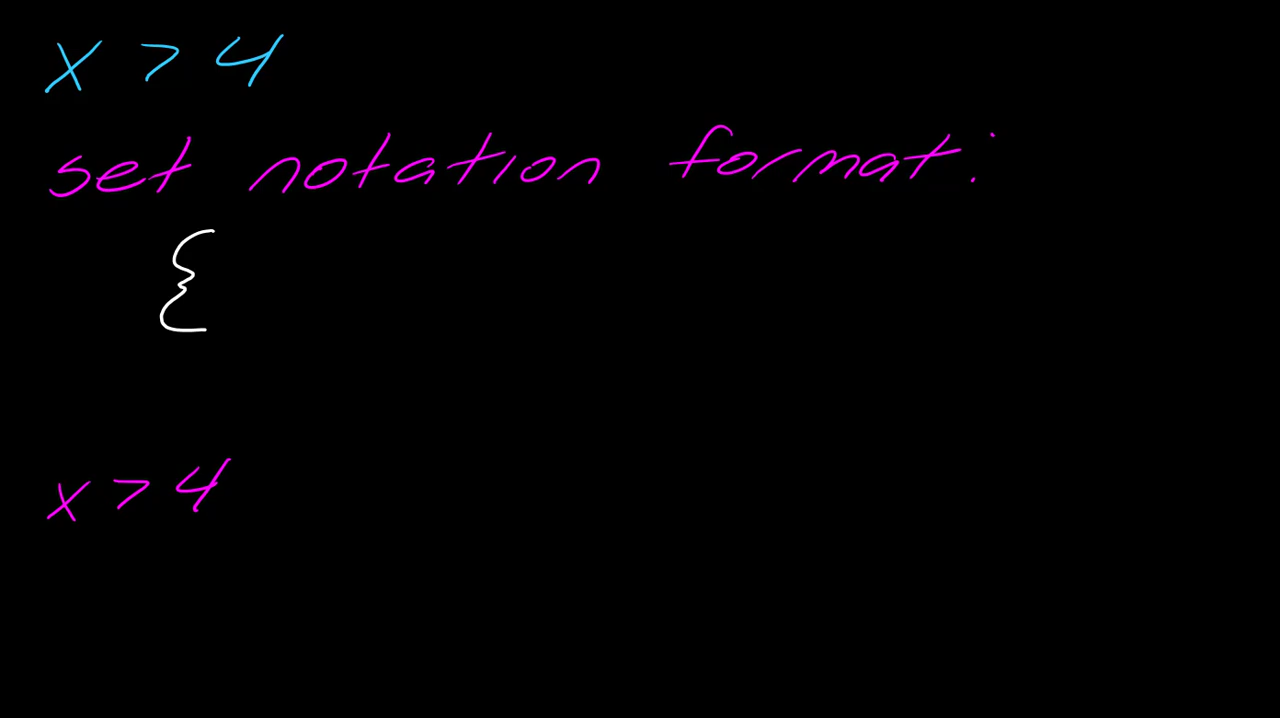 x > 4
set notation format:
{
x > 4